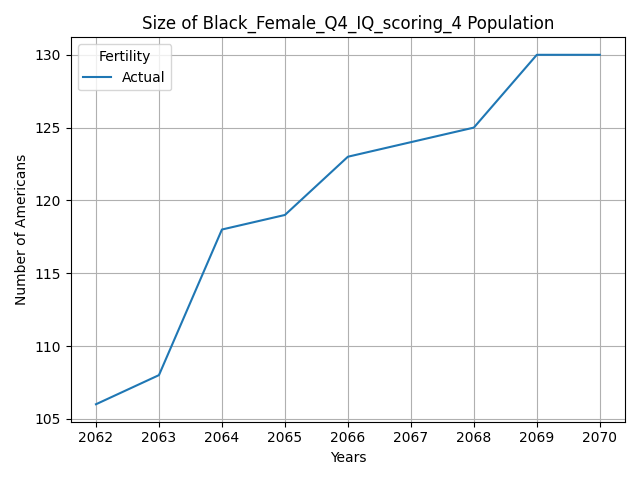 Size of Black_Female_Q4_IQ_scoring_4 Population
Fertility
Actual
Number of Americans
130
125
120
115
110
105
2062 2063 2064 2065 2066 2067 2068 2069 2070
Years